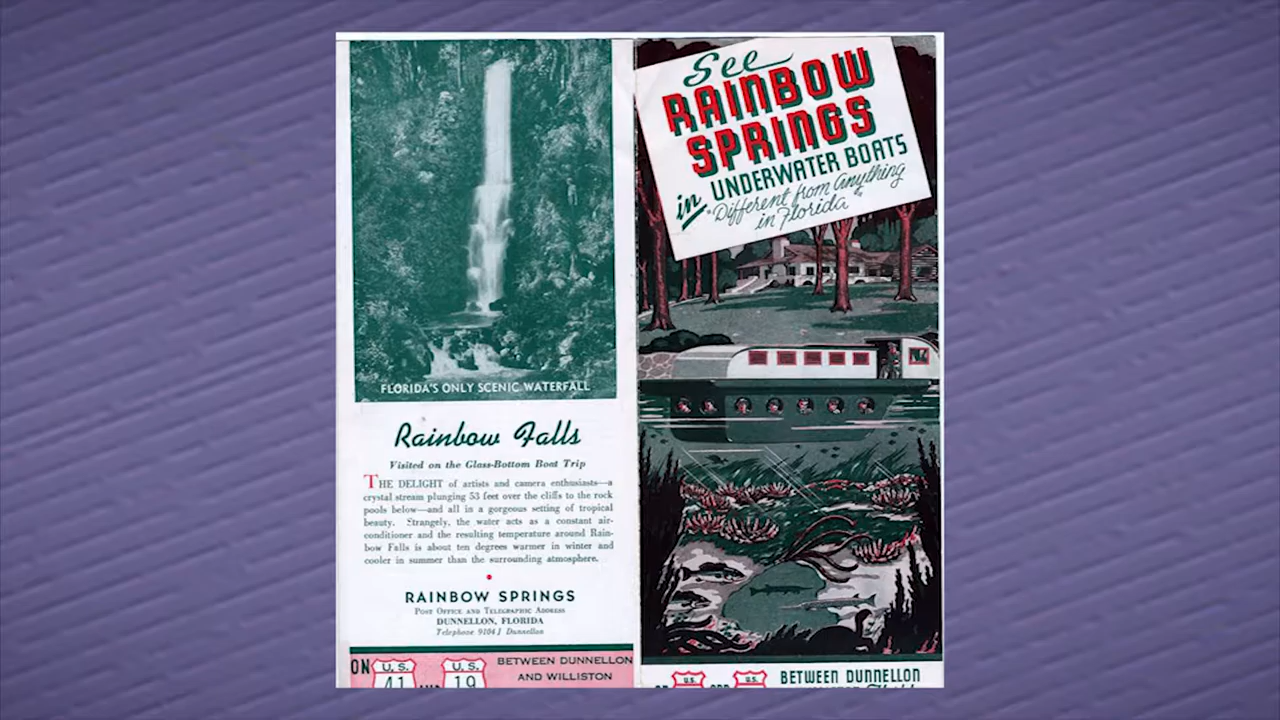 FLORIDA'S ONLY SCENIC WATERFALL
Rainbow Falls
Visited on the Glass-Bottom Boat Trip
THE DELIGHT of artists and camera enthusiasts—a
crystal stream plunging 53 feet over the cliffs to the rock
pools below—and all in a gorgeous setting of tropical
beauty. Strangely, the water acts as a constant air-
conditioner and the resulting temperature around Rain-
bow Falls is about ten degrees warmer in winter and
cooler in summer than the surrounding atmosphere.
RAINBOW SPRINGS
POST OFFICE AND TELEGRAPHIC ADDRESS
DUNNELLON, FLORIDA
Telephone 9104J Dunnellon
ON U.S. 41 AND U.S. 19
BETWEEN DUNNELLON
AND WILLISTON
See
RAINBOW
SPRINGS
in UNDERWATER BOATS
"Different from Anything
in Florida"
U.S. U.S. BETWEEN DUNNELLON